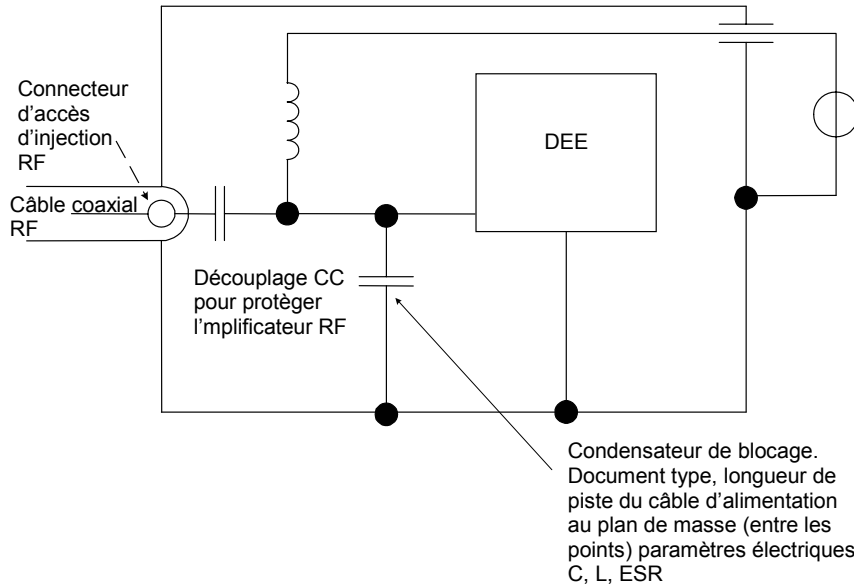 Connecteur
d'accès
d'injection
RF
DEE
Câble coaxial
RF
Découplage CC
pour protèger
l'mplificateur RF
Condensateur de blocage.
Document type, longueur de
piste du câble d'alimentation
au plan de masse (entre les
points) paramètres électriques
C, L, ESR